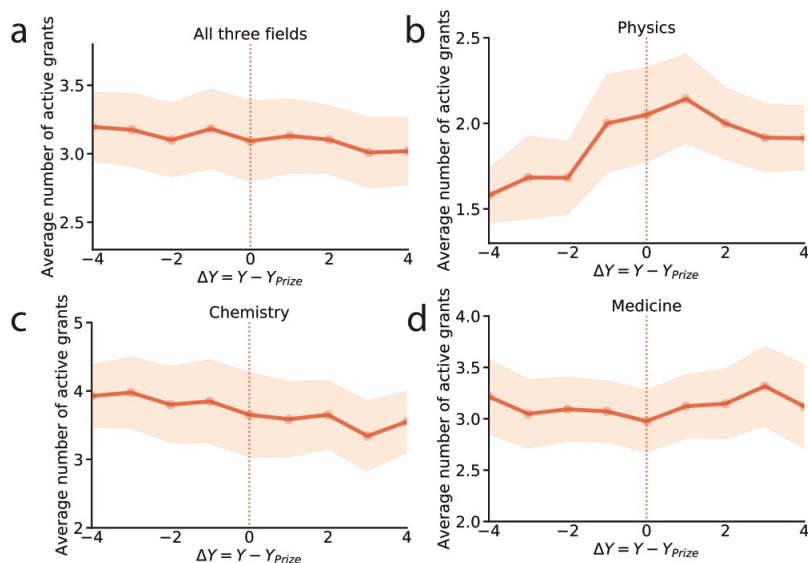 a
All three fields
Average number of active grants
3.5
3.0
2.5
−4
−2
0
2
4
ΔY = Y − Y_Prize
b
Physics
Average number of active grants
2.5
2.0
1.5
−4
−2
0
2
4
ΔY = Y − Y_Prize
c
Chemistry
Average number of active grants
5
4
3
2
−4
−2
0
2
4
ΔY = Y − Y_Prize
d
Medicine
Average number of active grants
4.0
3.5
3.0
2.5
2.0
−4
−2
0
2
4
ΔY = Y − Y_Prize